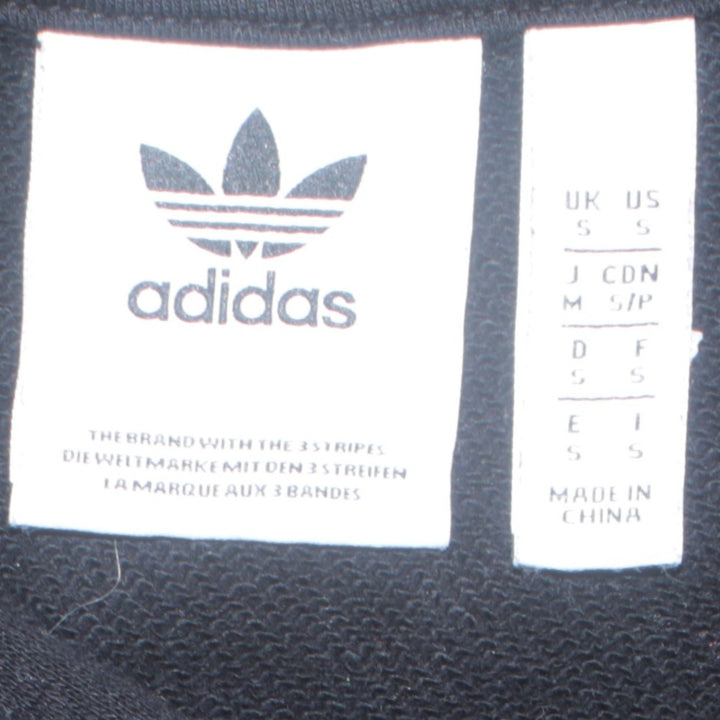 adidas
THE BRAND WITH THE 3 STRIPES
DIE WELTMARKE MIT DEN 3 STREIFEN
LA MARQUE AUX 3 BANDES
UK US
S S
J CDN
M S/P
D F
S S
E I
S S
MADE IN
CHINA